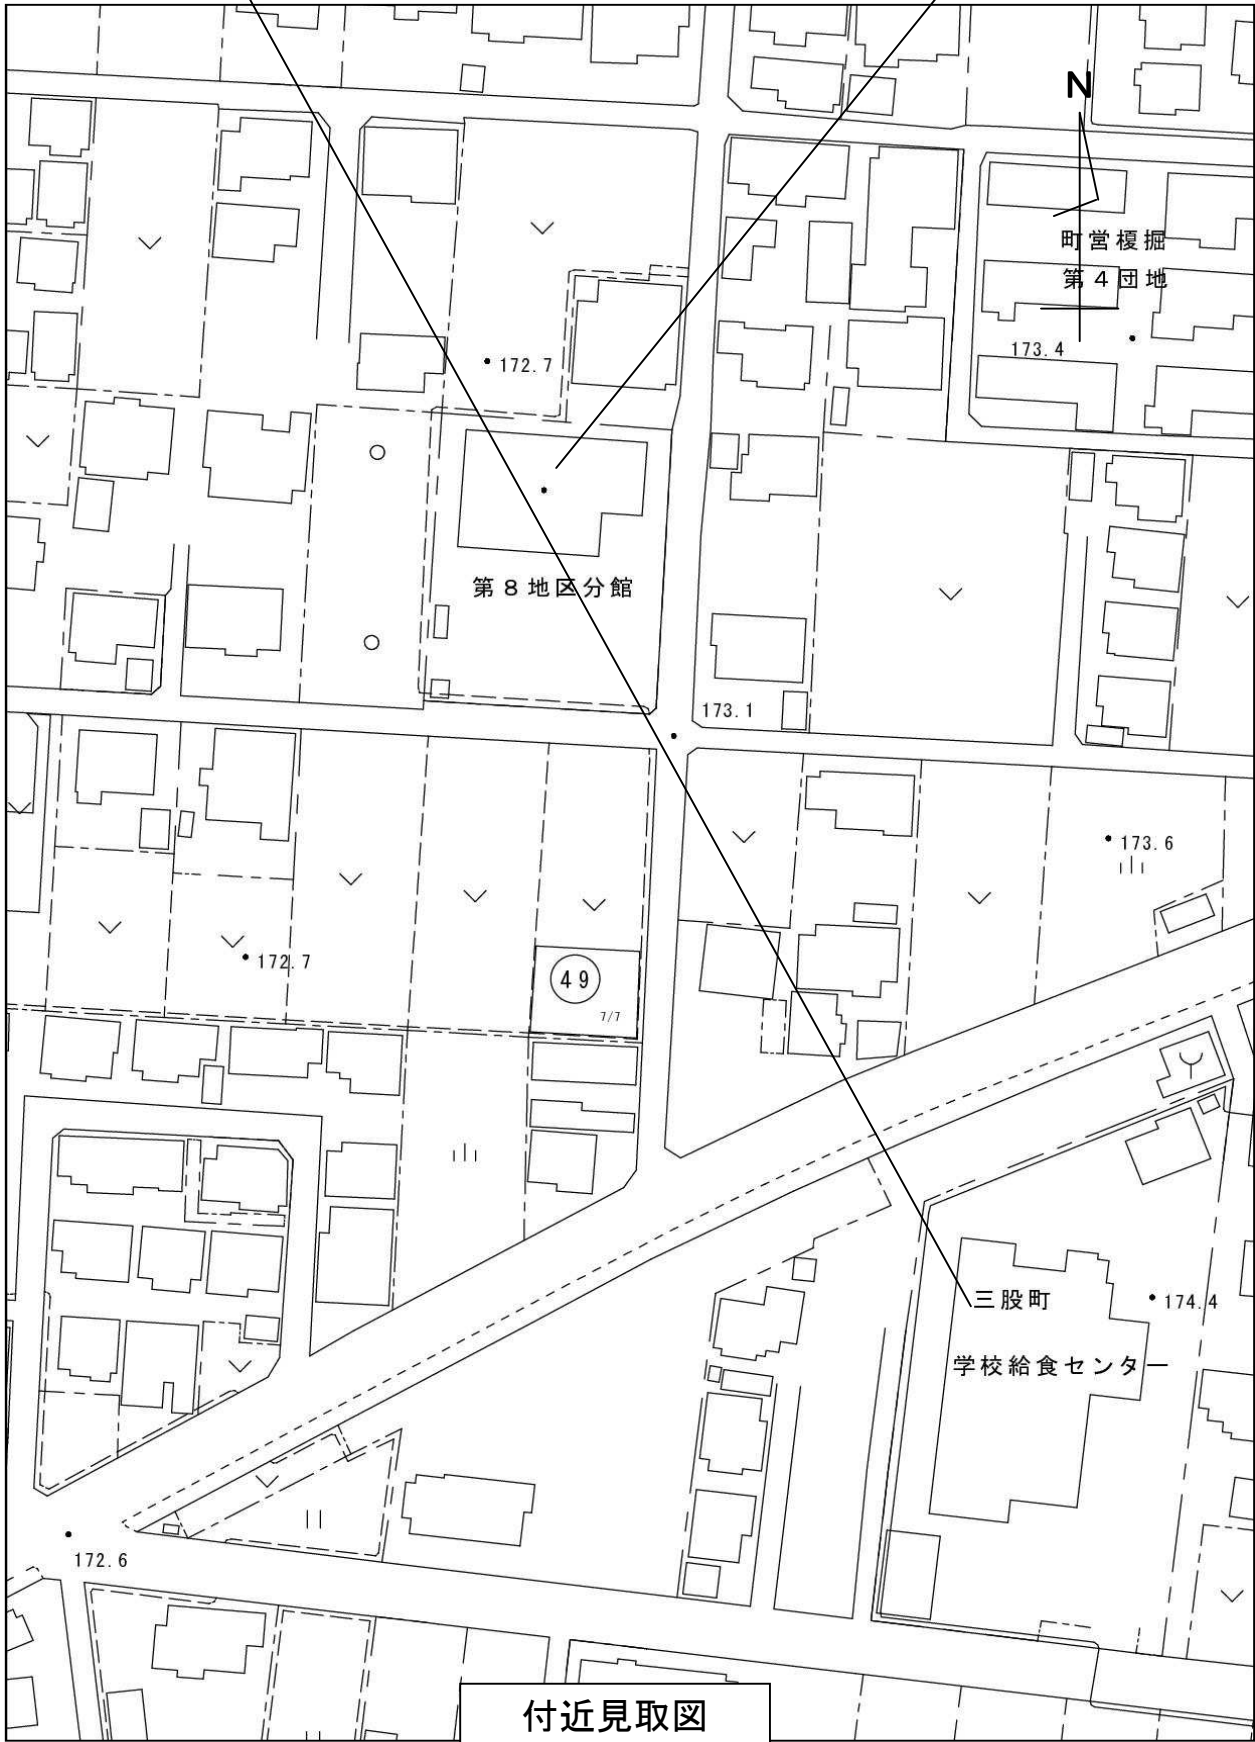 N
町営榎掘
第4団地
173.4
172.7
第8地区分館
173.1
173.6
172.7
49
7/7
三股町
174.4
学校給食センター
172.6
付近見取図